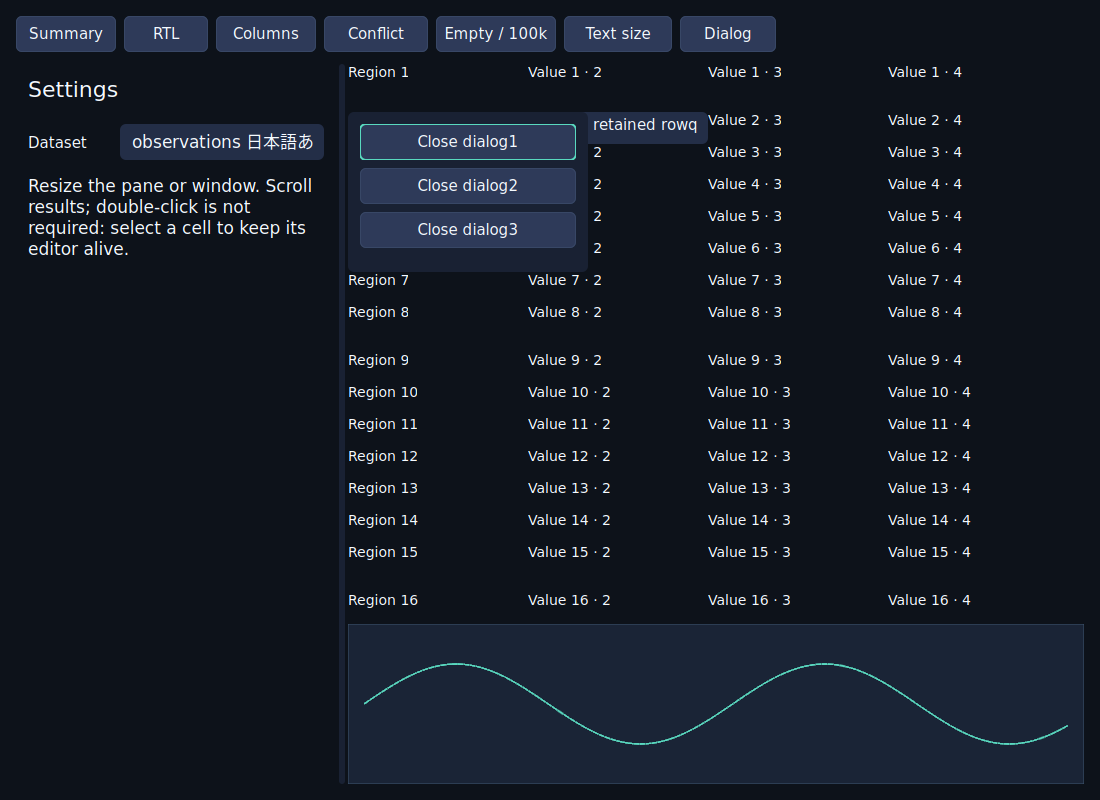 Summary RTL Columns Conflict Empty / 100k Text size Dialog
Settings
Dataset observations 日本語あ
Resize the pane or window. Scroll
results; double-click is not
required: select a cell to keep its
editor alive.
Region 1 Value 1 · 2 Value 1 · 3 Value 1 · 4
retained rowq Value 2 · 3 Value 2 · 4
Close dialog1
2 Value 3 · 3 Value 3 · 4
Close dialog2
2 Value 4 · 3 Value 4 · 4
2 Value 5 · 3 Value 5 · 4
Close dialog3
2 Value 6 · 3 Value 6 · 4
Region 7 Value 7 · 2 Value 7 · 3 Value 7 · 4
Region 8 Value 8 · 2 Value 8 · 3 Value 8 · 4
Region 9 Value 9 · 2 Value 9 · 3 Value 9 · 4
Region 10 Value 10 · 2 Value 10 · 3 Value 10 · 4
Region 11 Value 11 · 2 Value 11 · 3 Value 11 · 4
Region 12 Value 12 · 2 Value 12 · 3 Value 12 · 4
Region 13 Value 13 · 2 Value 13 · 3 Value 13 · 4
Region 14 Value 14 · 2 Value 14 · 3 Value 14 · 4
Region 15 Value 15 · 2 Value 15 · 3 Value 15 · 4
Region 16 Value 16 · 2 Value 16 · 3 Value 16 · 4